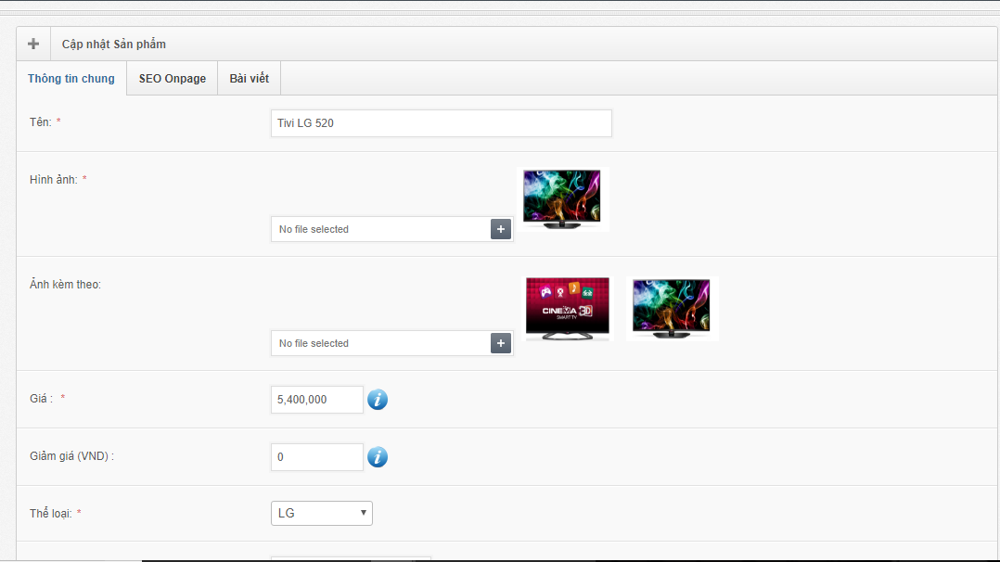 Cập nhật Sản phẩm
Thông tin chung SEO Onpage Bài viết
Tên: * Tivi LG 520
Hình ảnh: *
No file selected +
Ảnh kèm theo:
CINEMA 3D
SMART TV
No file selected +
Giá : * 5,400,000
Giảm giá (VND) : 0
Thể loại: * LG